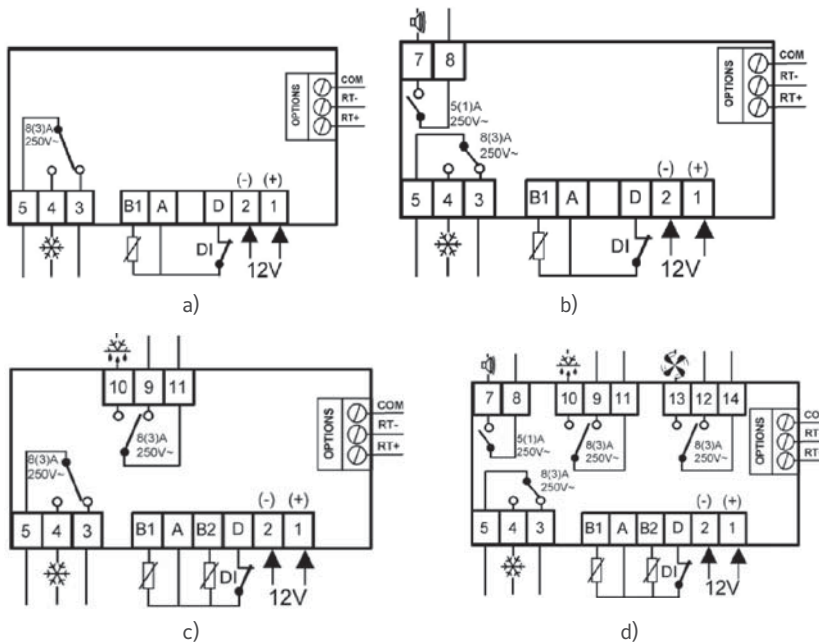 COM
RT-
RT+
OPTIONS
8(3)A
250V~
(-) (+)
5 4 3 B1 A D 2 1
DI
12V
a)
7 8
COM
RT-
RT+
OPTIONS
5(1)A
250V~
8(3)A
250V~
(-) (+)
5 4 3 B1 A D 2 1
DI
12V
b)
10 9 11
COM
RT-
RT+
OPTIONS
8(3)A
250V~
8(3)A
250V~
(-) (+)
5 4 3 B1 A B2 D 2 1
DI
12V
c)
7 8 10 9 11 13 12 14
CO
RT
RT
OPTIONS
5(1)A
250V~
8(3)A
250V~
8(3)A
250V~
8(3)A
250V~
(-) (+)
5 4 3 B1 A B2 D 2 1
DI
12V
d)